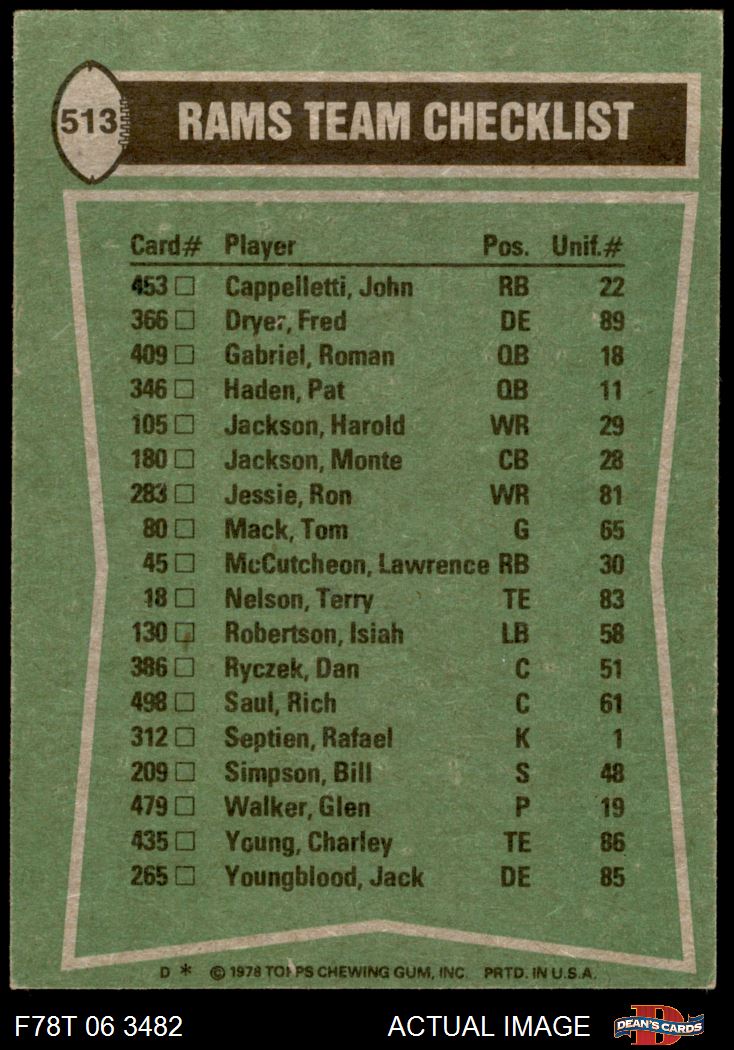 513
RAMS TEAM CHECKLIST
Card# Player Pos. Unif.#
453 Cappelletti, John RB 22
366 Dryer, Fred DE 89
409 Gabriel, Roman QB 18
346 Haden, Pat QB 11
105 Jackson, Harold WR 29
180 Jackson, Monte CB 28
283 Jessie, Ron WR 81
80 Mack, Tom G 65
45 McCutcheon, Lawrence RB 30
18 Nelson, Terry TE 83
130 Robertson, Isiah LB 58
386 Ryczek, Dan C 51
498 Saul, Rich C 61
312 Septien, Rafael K 1
209 Simpson, Bill S 48
479 Walker, Glen P 19
435 Young, Charley TE 86
265 Youngblood, Jack DE 85
D * © 1978 TOPPS CHEWING GUM, INC. PRTD. IN U.S.A.
F78T 06 3482 ACTUAL IMAGE D DEAN'S CARDS